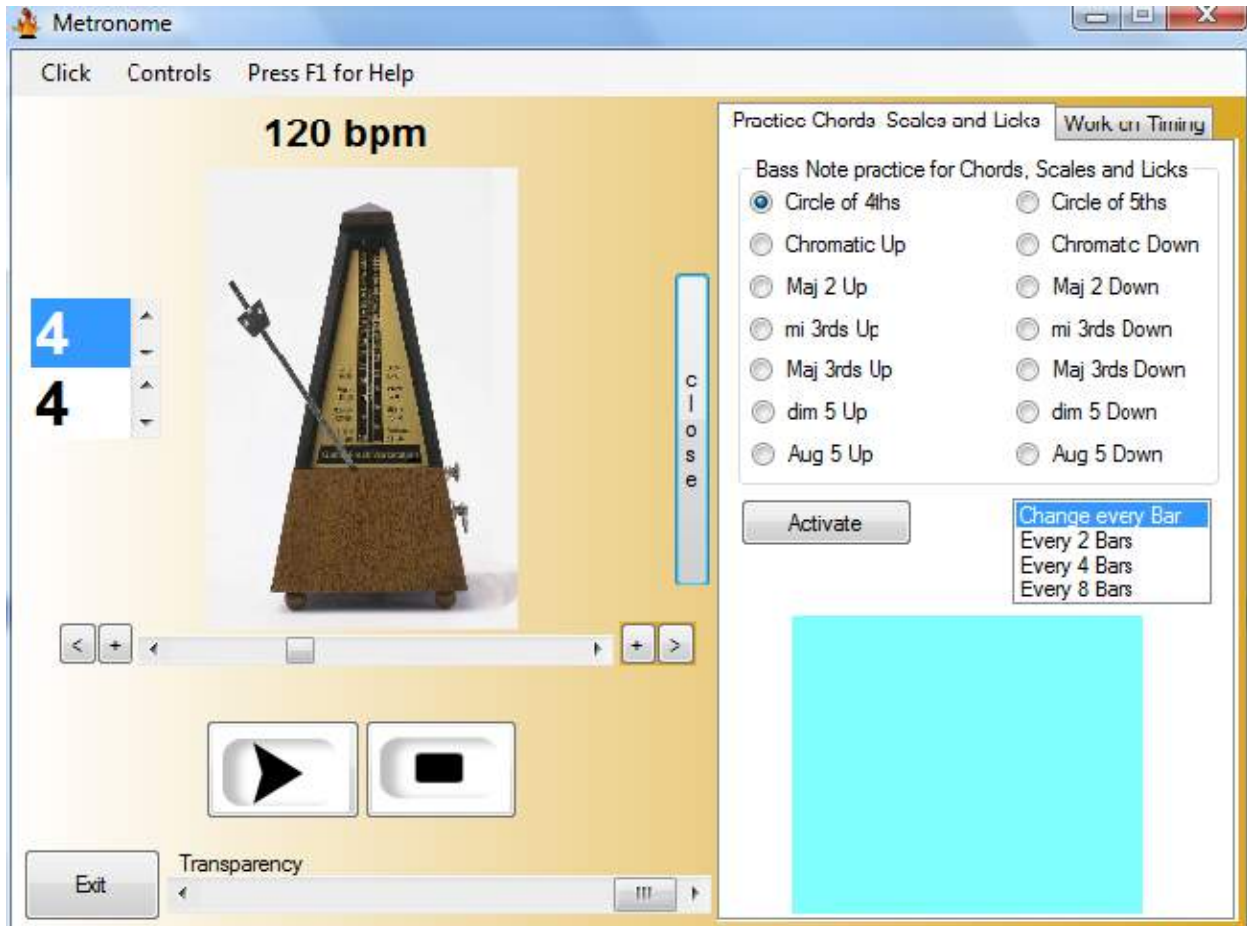 Metronome
Click Controls Press F1 for Help
120 bpm
4
4
close
< + + >
Transparency
Exit
Practice Chords Scales and Licks Work on Timing
Bass Note practice for Chords, Scales and Licks
Circle of 4ths Circle of 5ths
Chromatic Up Chromatc Down
Maj 2 Up Maj 2 Down
mi 3rds Up mi 3rds Down
Maj 3rds Up Maj 3rds Down
dim 5 Up dim 5 Down
Aug 5 Up Aug 5 Down
Activate
Change every Bar
Every 2 Bars
Every 4 Bars
Every 8 Bars